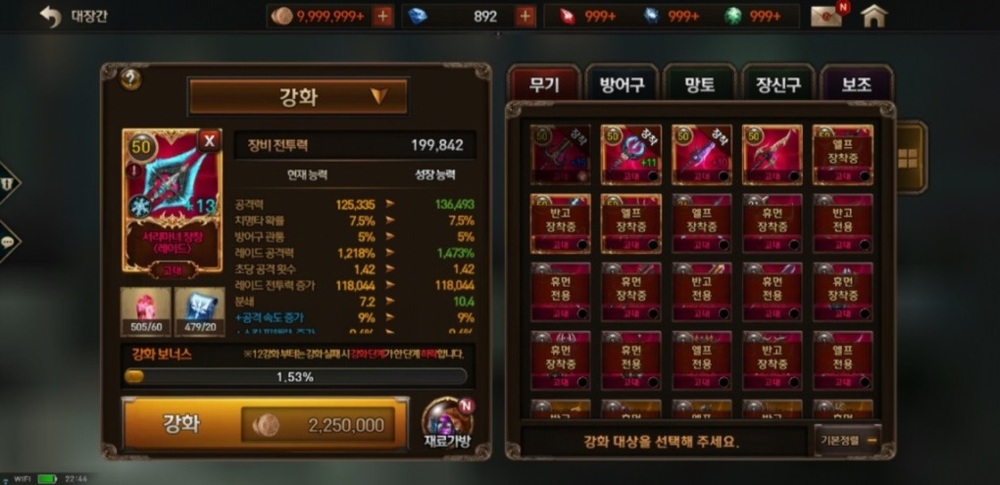 대장간
9,999,999+
892
999+
999+
999+
N
?
강화
50
X
!
+13
서리마녀 장창
<레이드>
고대
505/60
479/20
장비 전투력 199,842
현재 능력 성장 능력
공격력 125,335 136,493
치명타 확률 7.5% 7.5%
방어구 관통 5% 5%
레이드 공격력 1,218% 1,473%
초당 공격 횟수 1.42 1.42
레이드 전투력 증가 118,044 118,044
분쇄 7.2 10.4
+공격 속도 증가 9% 9%
강화 보너스
※12강화 부터는 강화 실패 시 강화 단계가 한 단계 하락합니다.
1.53%
강화 2,250,000
N
재료가방
무기 방어구 망토 장신구 보조
50 장착 고대
50 장착 +11 고대
50 장착 +10 고대
50 고대
50 엘프 장착중 고대
반고 장착중 고대
엘프 장착중 고대
엘프 장착중 고대
휴먼 장착중 고대
반고 전용 고대
휴먼 전용 고대
휴먼 장착중 고대
반고 전용 고대
휴먼 전용 고대
휴먼 장착중 고대
휴먼 장착중 고대
휴먼 전용 고대
엘프 전용 고대
반고 장착중 고대
엘프 장착중 고대
강화 대상을 선택해 주세요.
기본정렬
WIFI 22:44